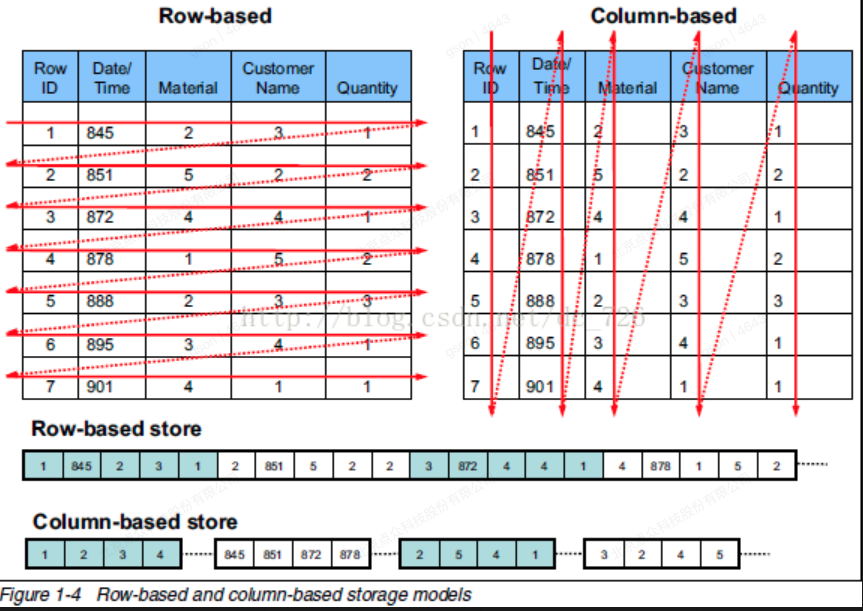 Row-based
Column-based
Row ID Date/ Time Material Customer Name Quantity
1 845 2 3 1
2 851 5 2 2
3 872 4 4 1
4 878 1 5 2
5 888 2 3 3
6 895 3 4 1
7 901 4 1 1
Row ID Date/ Time Material Customer Name Quantity
1 845 2 3 1
2 851 5 2 2
3 872 4 4 1
4 878 1 5 2
5 888 2 3 3
6 895 3 4 1
7 901 4 1 1
http://blog.csdn.net/dc_726
Row-based store
1 845 2 3 1 2 851 5 2 2 3 872 4 4 1 4 878 1 5 2
Column-based store
1 2 3 4 845 851 872 878 2 5 4 1 3 2 4 5
Figure 1-4 Row-based and column-based storage models